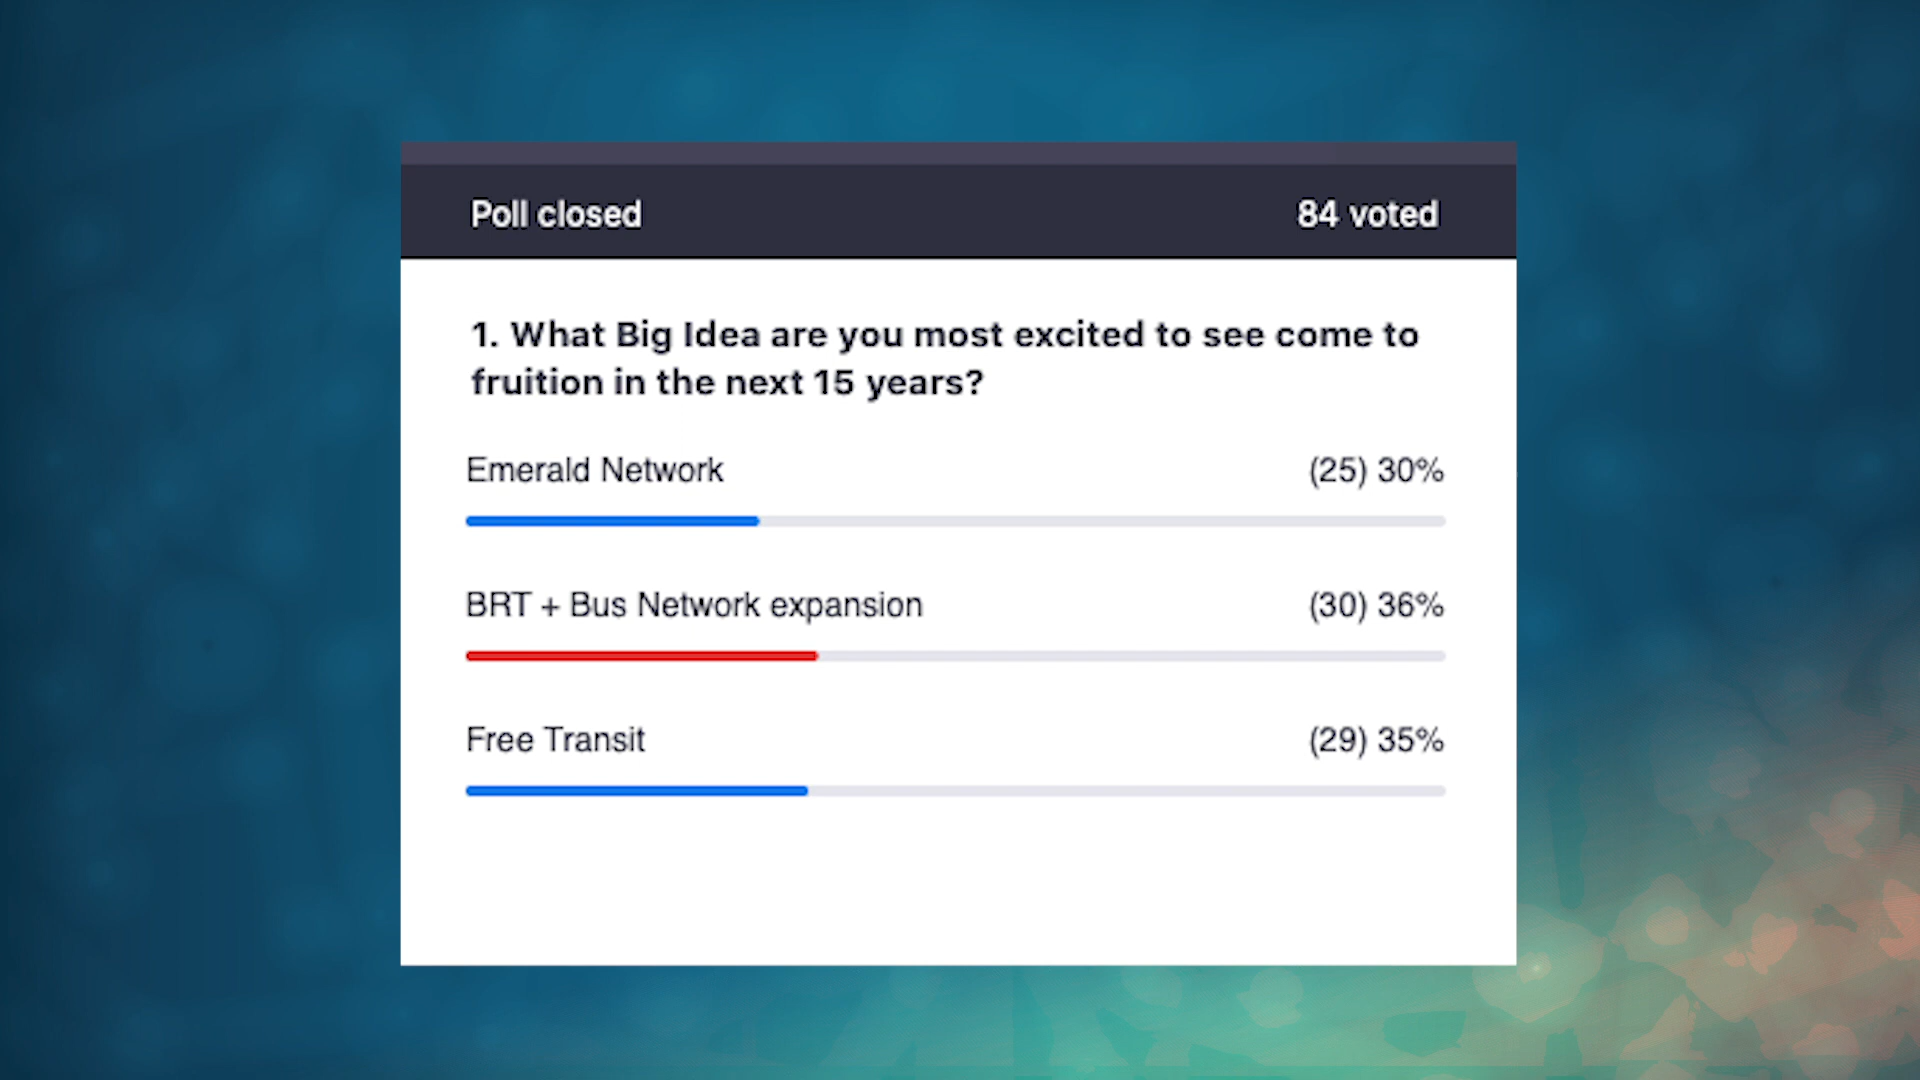 Poll closed 84 voted
1. What Big Idea are you most excited to see come to
fruition in the next 15 years?
Emerald Network (25) 30%
BRT + Bus Network expansion (30) 36%
Free Transit (29) 35%